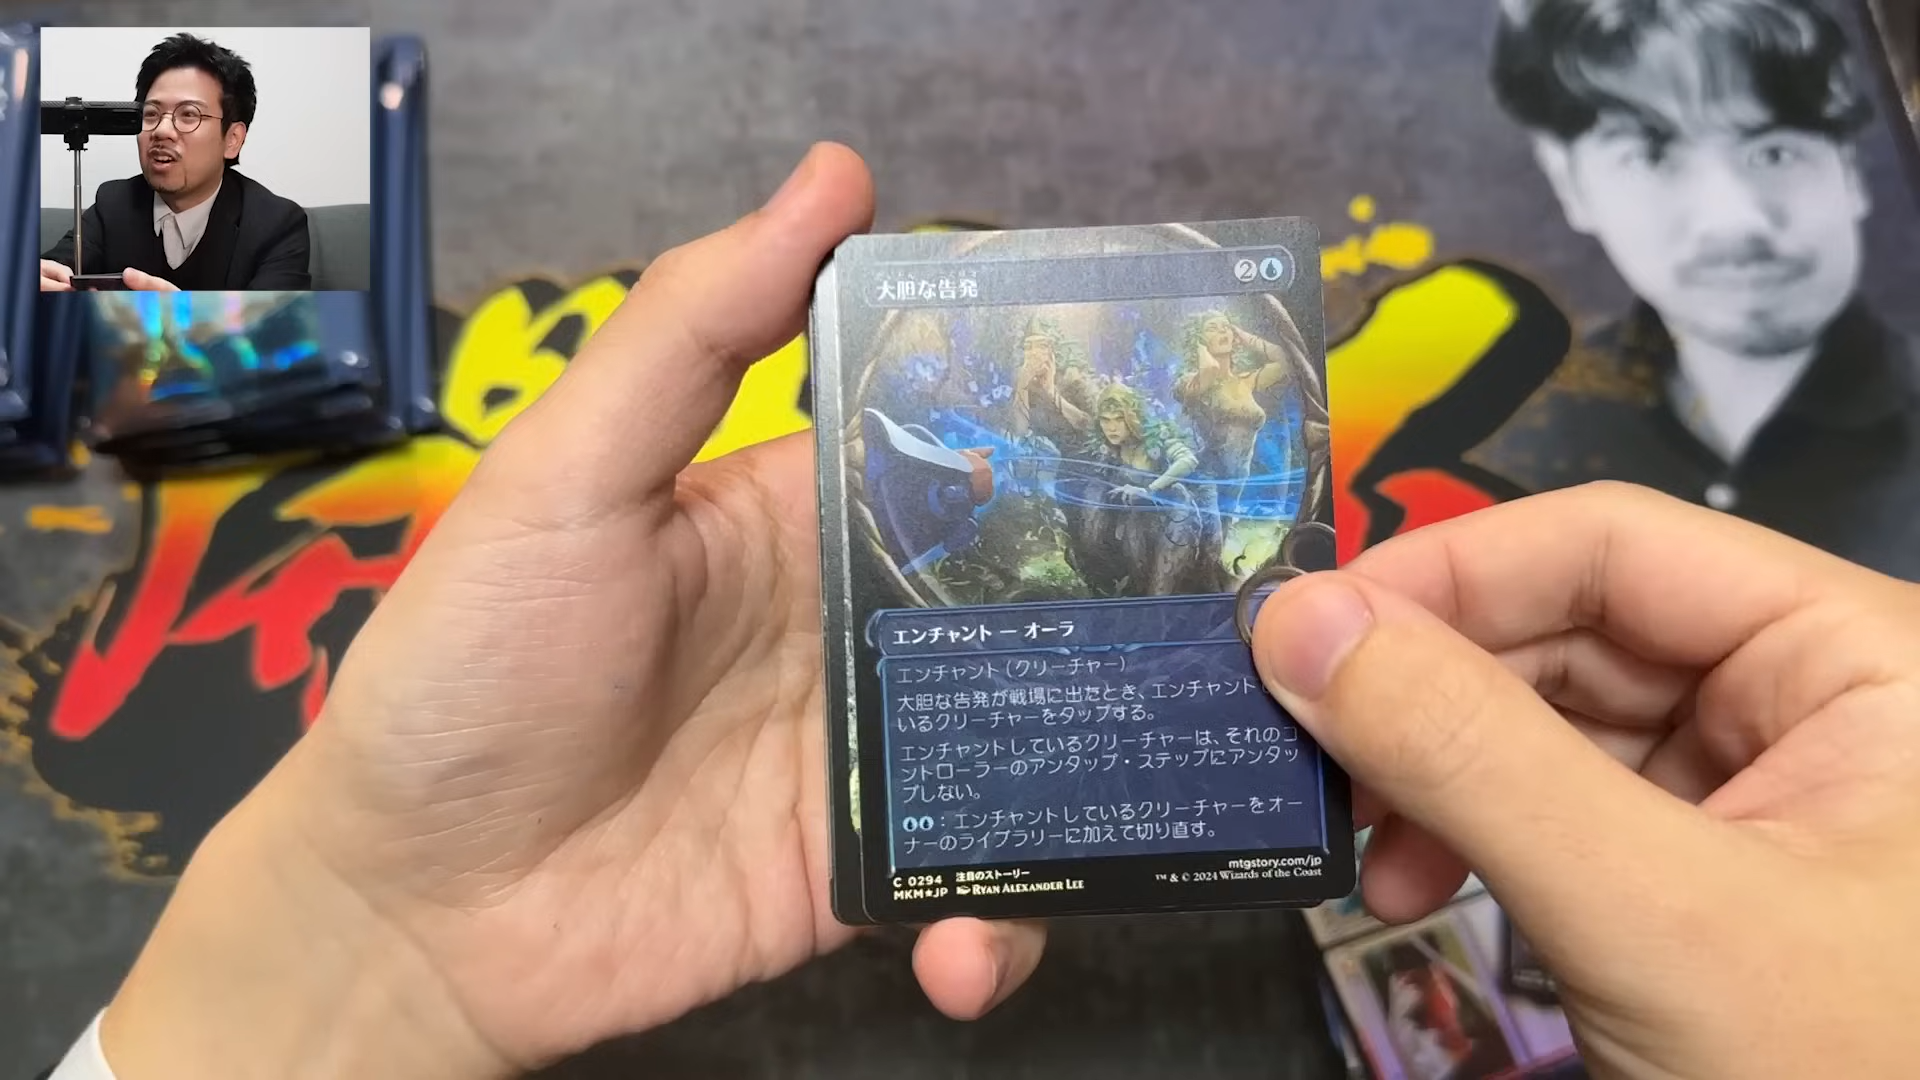 大胆な告発
2
エンチャント — オーラ
エンチャント（クリーチャー）
大胆な告発が戦場に出たとき、エンチャント
いるクリーチャーをタップする。
エンチャントしているクリーチャーは、それのコ
ントローラーのアンタップ・ステップにアンタッ
プしない。
：エンチャントしているクリーチャーをオー
ナーのライブラリーに加えて切り直す。
C 0294 注目のストーリー
MKM★JP RYAN ALEXANDER LEE
mtgstory.com/jp
™ & © 2024 Wizards of the Coast